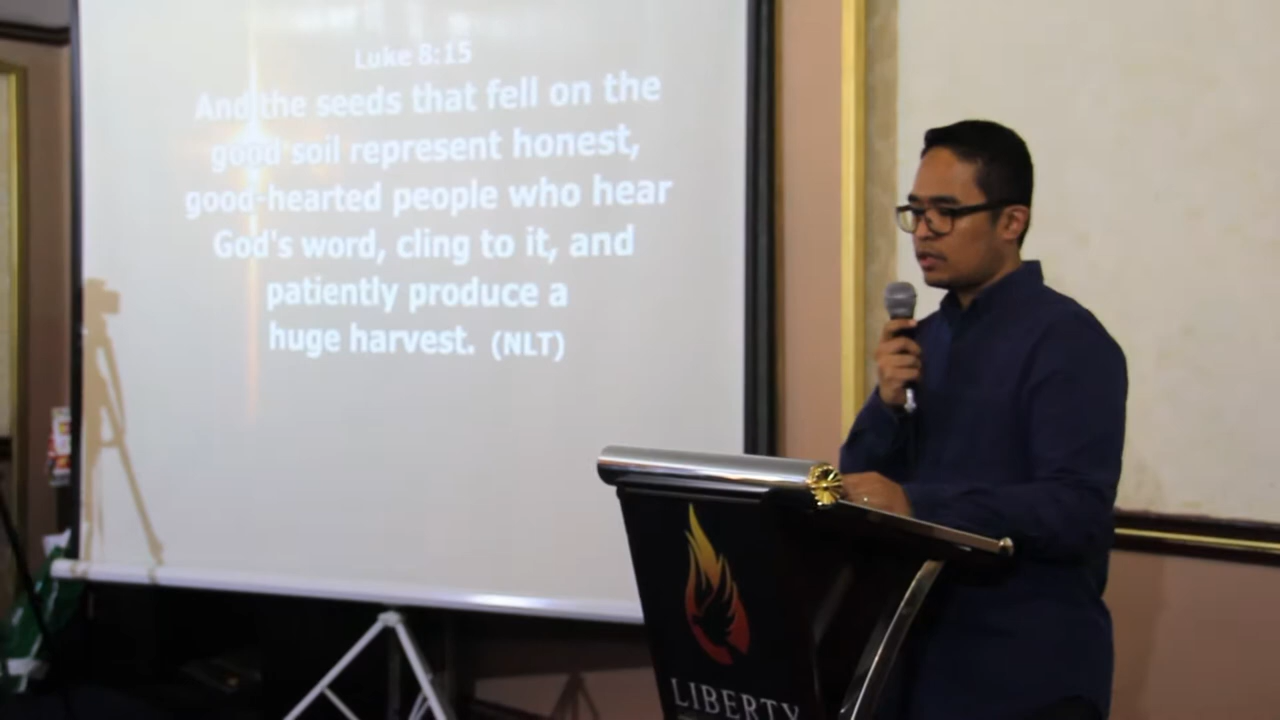 Luke 8:15
And the seeds that fell on the
good soil represent honest,
good-hearted people who hear
God's word, cling to it, and
patiently produce a
huge harvest. (NLT)
LIBERTY